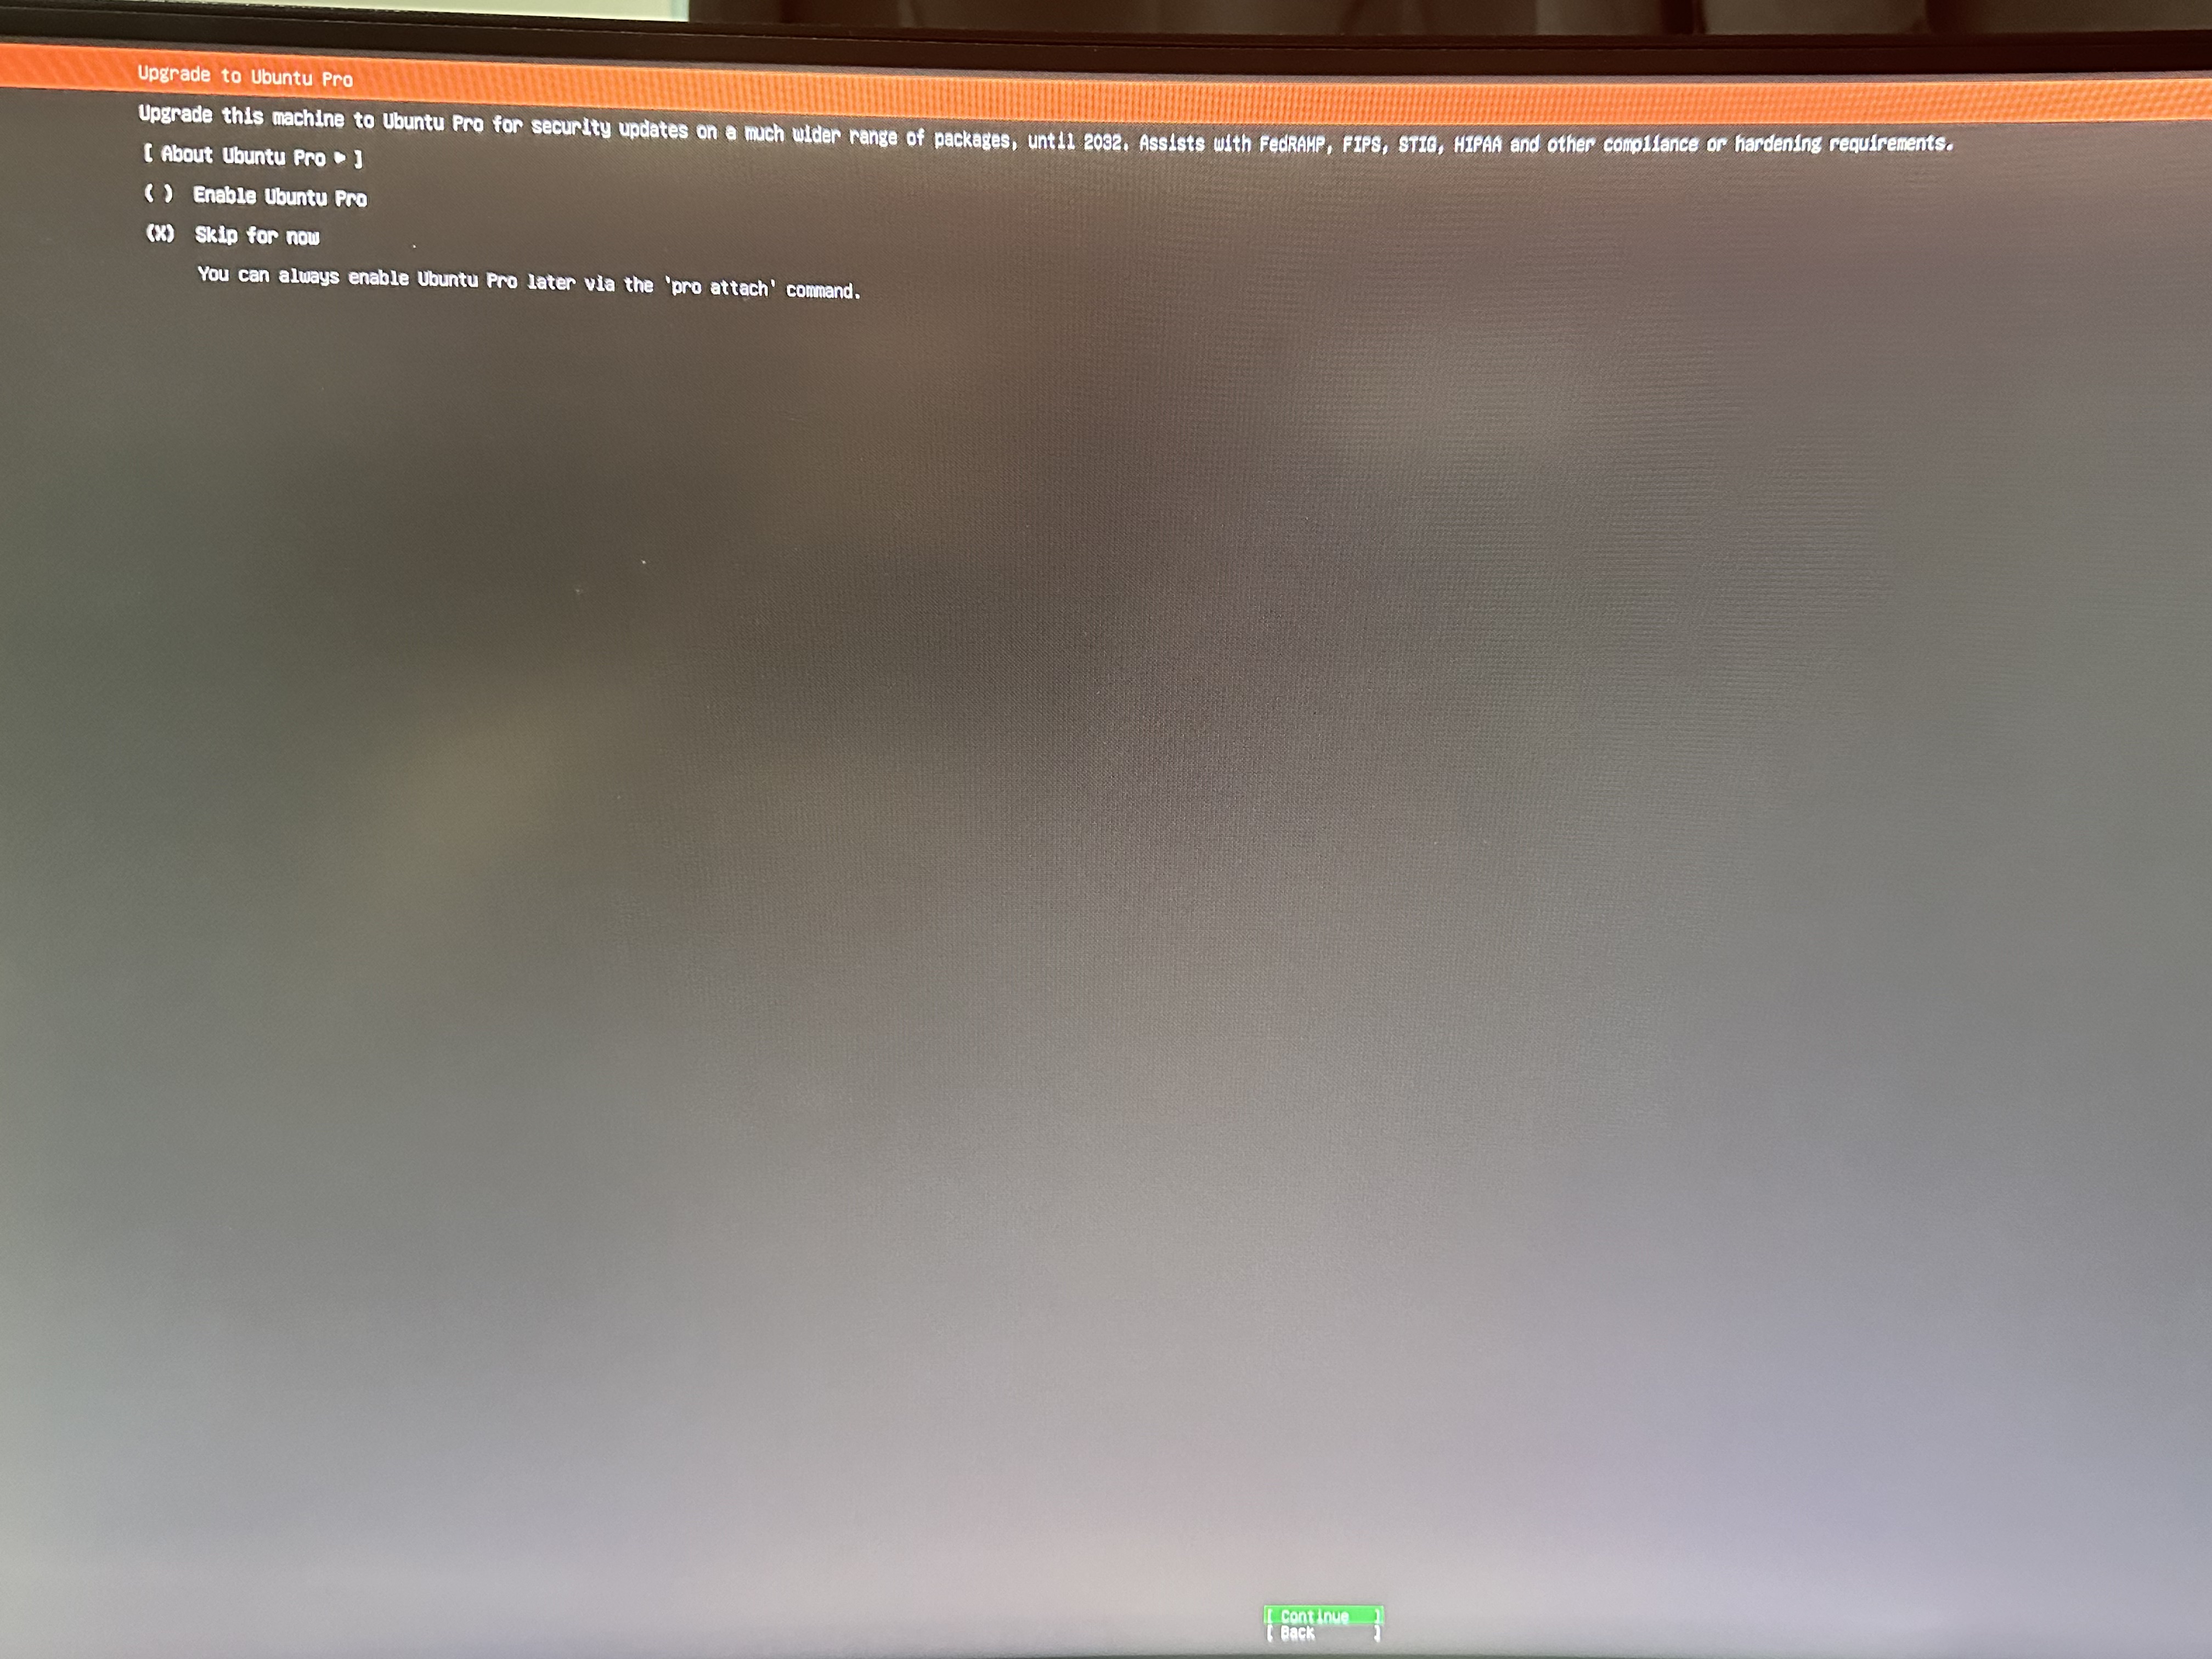 Upgrade to Ubuntu Pro
Upgrade this machine to Ubuntu Pro for security updates on a much wider range of packages, until 2032. Assists with FedRAMP, FIPS, STIG, HIPAA and other compliance or hardening requirements.
[ About Ubuntu Pro ▸ ]
( ) Enable Ubuntu Pro
(X) Skip for now
You can always enable Ubuntu Pro later via the 'pro attach' command.
[ Continue ]
[ Back ]